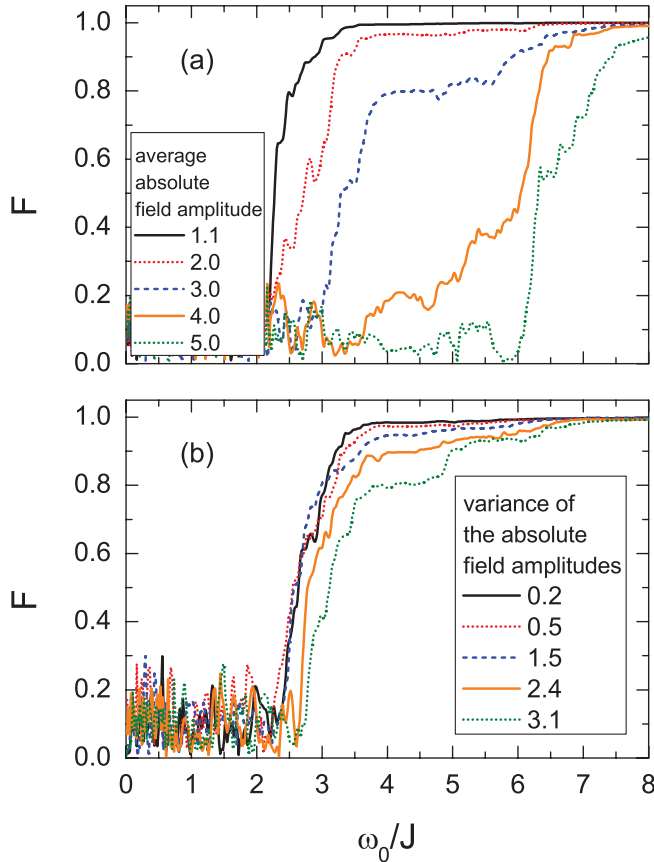 1.0
0.8
0.6
0.4
0.2
0.0
F
(a)
average
absolute
field amplitude
1.1
2.0
3.0
4.0
5.0
1.0
0.8
0.6
0.4
0.2
0.0
F
(b)
variance of
the absolute
field amplitudes
0.2
0.5
1.5
2.4
3.1
0 1 2 3 4 5 6 7 8
ω₀/J